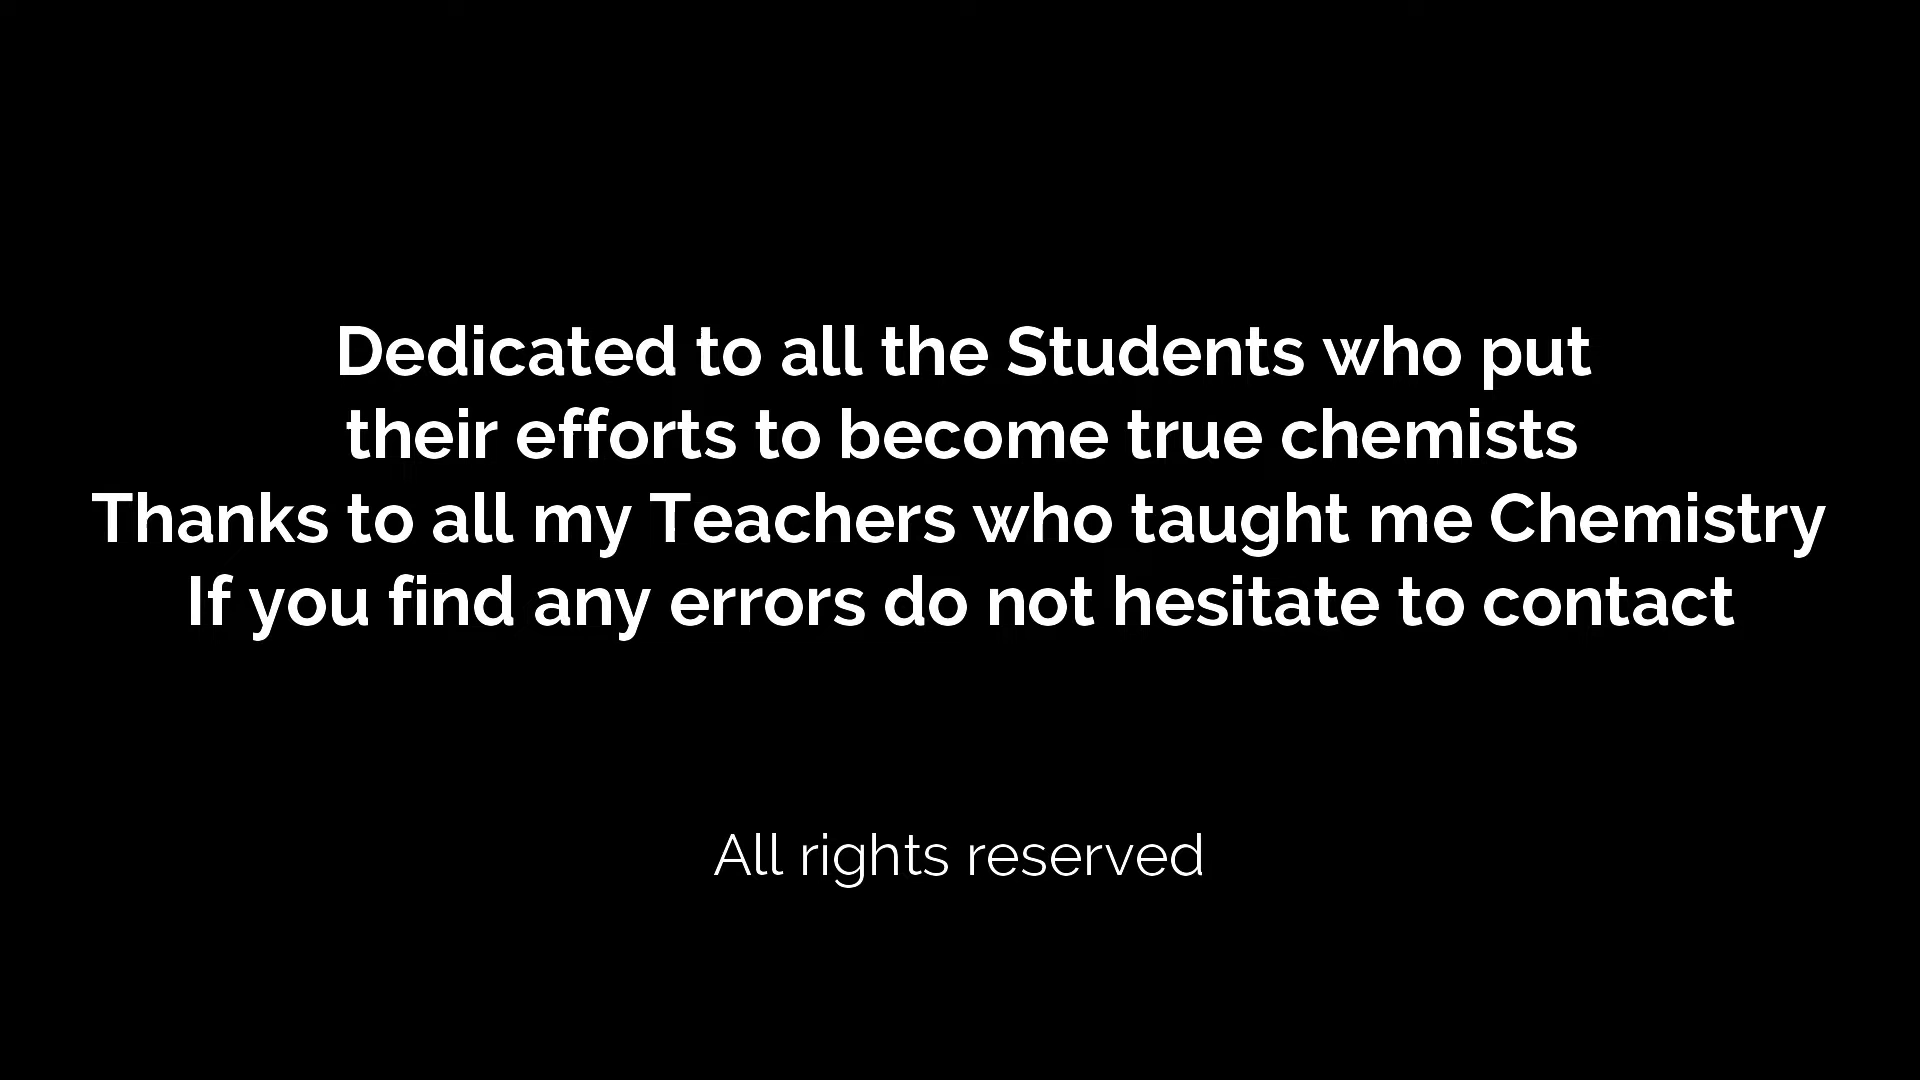 Dedicated to all the Students who put
their efforts to become true chemists
Thanks to all my Teachers who taught me Chemistry
If you find any errors do not hesitate to contact
All rights reserved